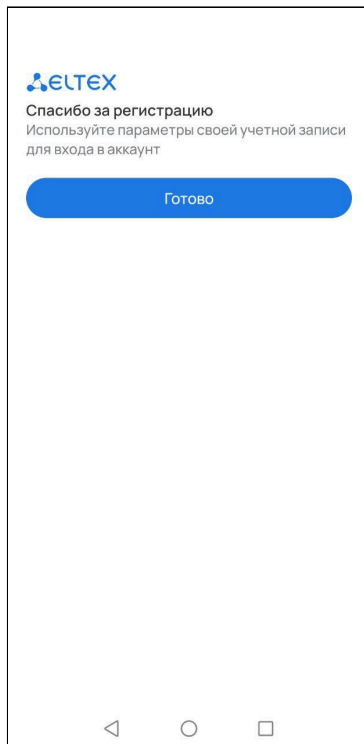 ELTEX
Спасибо за регистрацию
Используйте параметры своей учетной записи
для входа в аккаунт
Готово